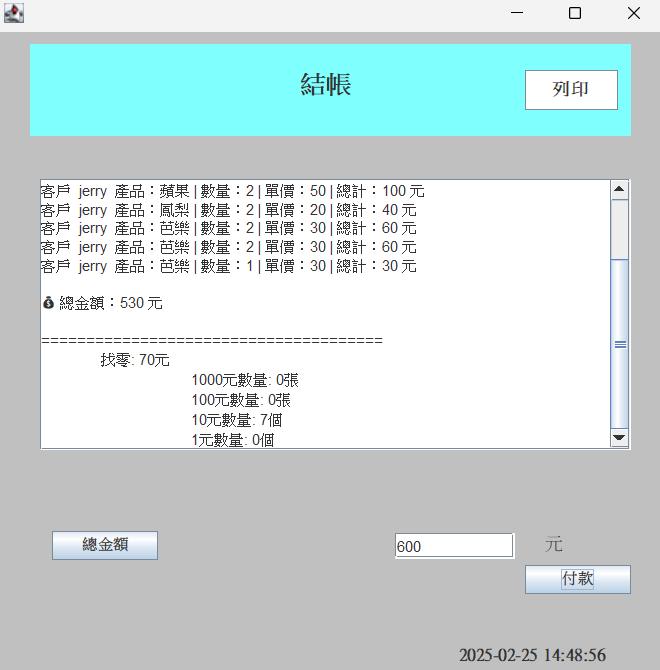 結帳
列印
客戶 jerry 產品：蘋果 | 數量：2 | 單價：50 | 總計：100 元
客戶 jerry 產品：鳳梨 | 數量：2 | 單價：20 | 總計：40 元
客戶 jerry 產品：芭樂 | 數量：2 | 單價：30 | 總計：60 元
客戶 jerry 產品：芭樂 | 數量：2 | 單價：30 | 總計：60 元
客戶 jerry 產品：芭樂 | 數量：1 | 單價：30 | 總計：30 元
💰 總金額：530 元
======================================
找零: 70元
1000元數量: 0張
100元數量: 0張
10元數量: 7個
1元數量: 0個
總金額
600 元
付款
2025-02-25 14:48:56